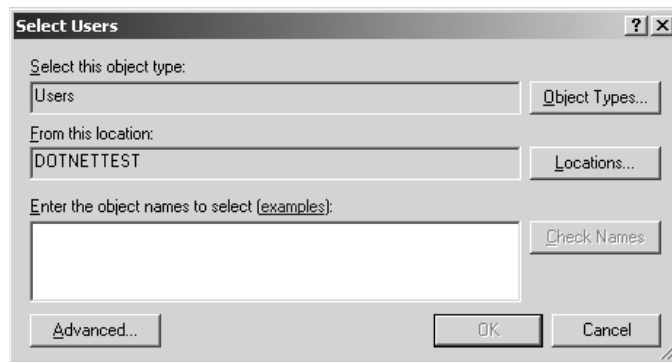 Select Users
Select this object type:
Users
Object Types...
From this location:
DOTNETTEST
Locations...
Enter the object names to select (examples):
Check Names
Advanced...
OK
Cancel